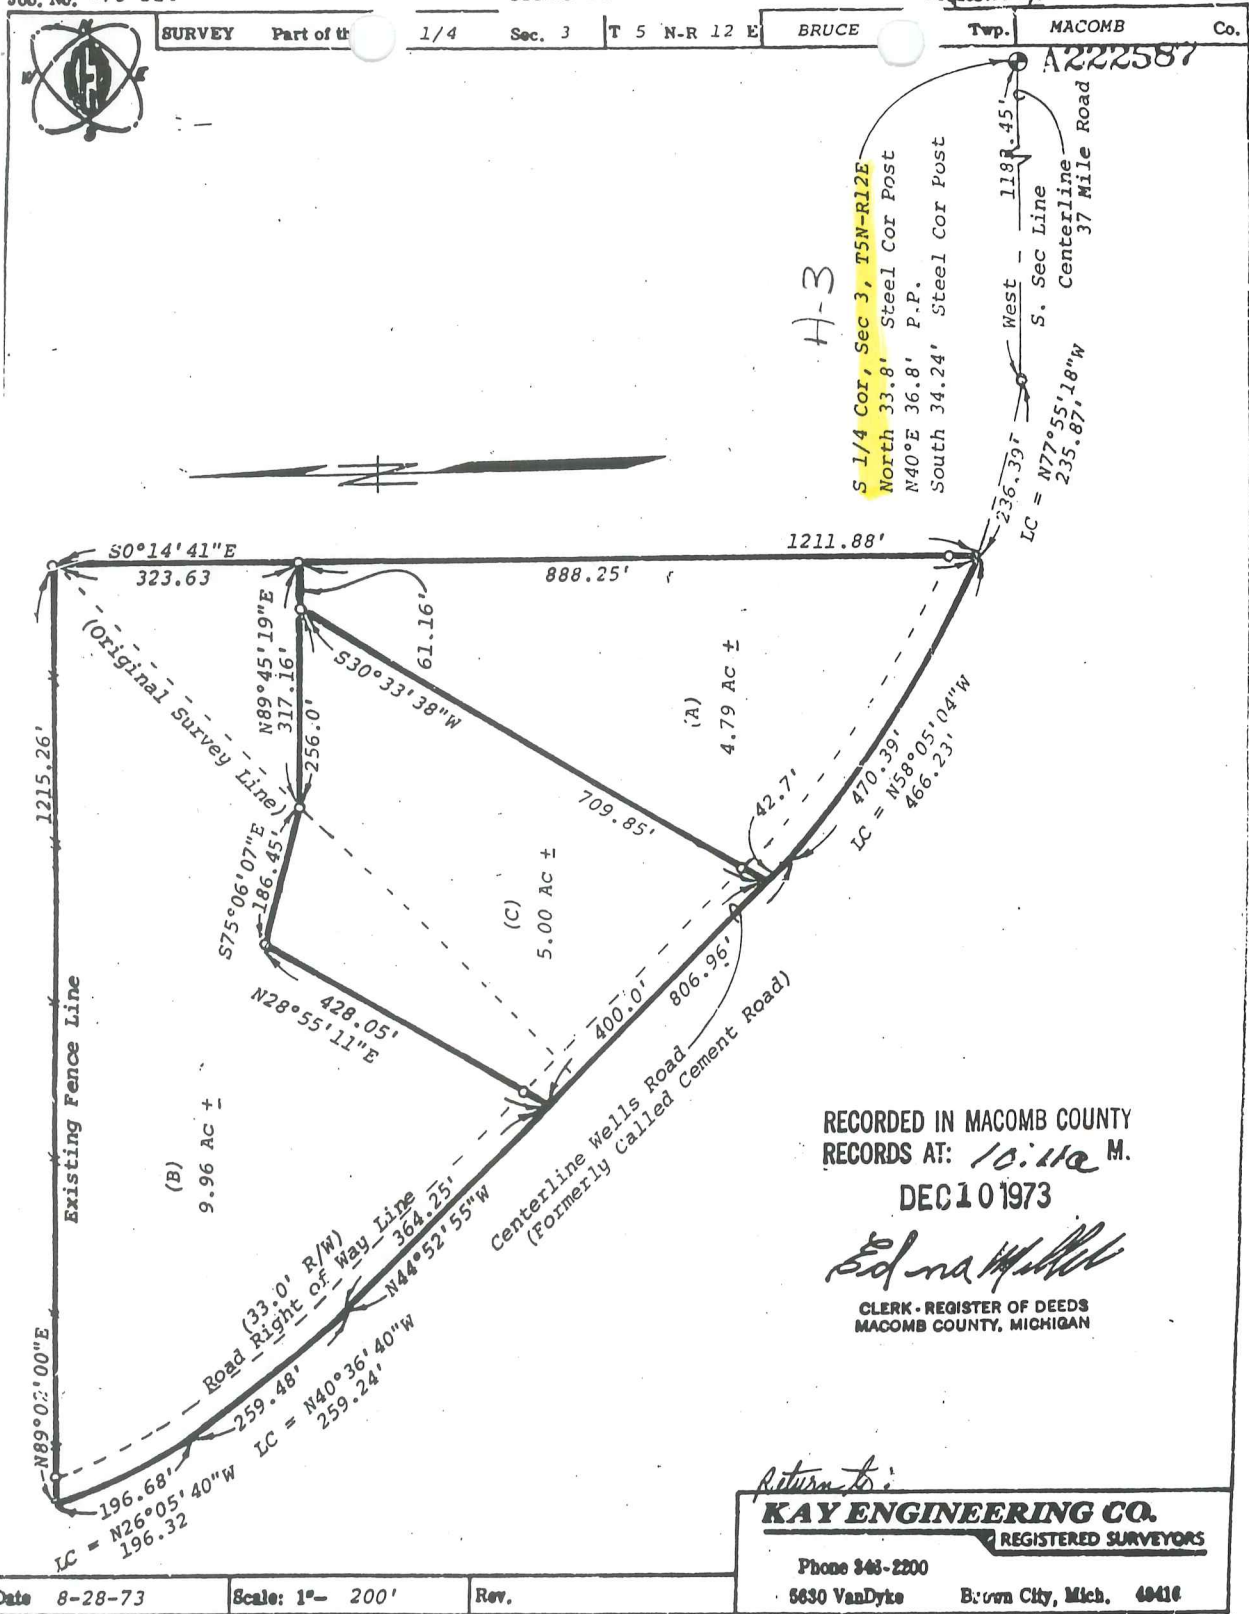 SURVEY Part of th 1/4 Sec. 3 T 5 N-R 12 E BRUCE Twp. MACOMB Co.
A222587
N
W
E
S
S 1/4 Cor, Sec 3, T5N-R12E
North 33.8' Steel Cor Post
N40°E 36.8' P.P.
South 34.24' Steel Cor Post
H-3
West - .45'
S. Sec Line
Centerline
37 Mile Road
236.39'
LC = N77°55'18"W
235.87'
S0°14'41"E
323.63
1211.88'
888.25'
N89°45'19"E
317.16'
256.0'
61.16'
S30°33'38"W
709.85'
(Original Survey Line)
(A)
4.79 Ac ±
42.7'
470.39'
LC = N58°05'04"W
466.23'
1215.26'
S75°06'07"E
186.45'
(C)
5.00 Ac ±
428.05'
N28°55'11"E
400.0'
806.96'
Centerline Wells Road
(Formerly Called Cement Road)
Existing Fence Line
(B)
9.96 Ac ±
(33.0' R/W)
Road Right of Way Line
364.25'
N44°52'55"W
259.48'
LC = N40°36'40"W
259.24'
N89°02'00"E
196.68'
LC = N26°05'40"W
196.32
RECORDED IN MACOMB COUNTY
RECORDS AT: M.
DEC 10 1973
Edna Miller
CLERK - REGISTER OF DEEDS
MACOMB COUNTY, MICHIGAN
Return to:
KAY ENGINEERING CO.
REGISTERED SURVEYORS
Phone 346-2200
5630 VanDyke Brown City, Mich. 48416
Date 8-28-73 Scale: 1"- 200' Rev.